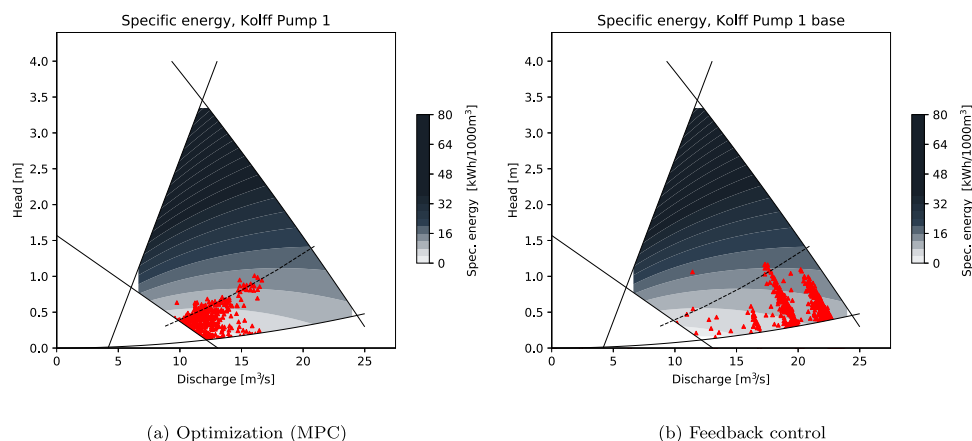 Specific energy, Kolff Pump 1
4.0
3.5
3.0
2.5
2.0
1.5
1.0
0.5
0.0
Head [m]
0 5 10 15 20 25
Discharge [m³/s]
80
64
48
32
16
0
Spec. energy [kWh/1000m³]
(a) Optimization (MPC)
Specific energy, Kolff Pump 1 base
4.0
3.5
3.0
2.5
2.0
1.5
1.0
0.5
0.0
Head [m]
0 5 10 15 20 25
Discharge [m³/s]
80
64
48
32
16
0
Spec. energy [kWh/1000m³]
(b) Feedback control